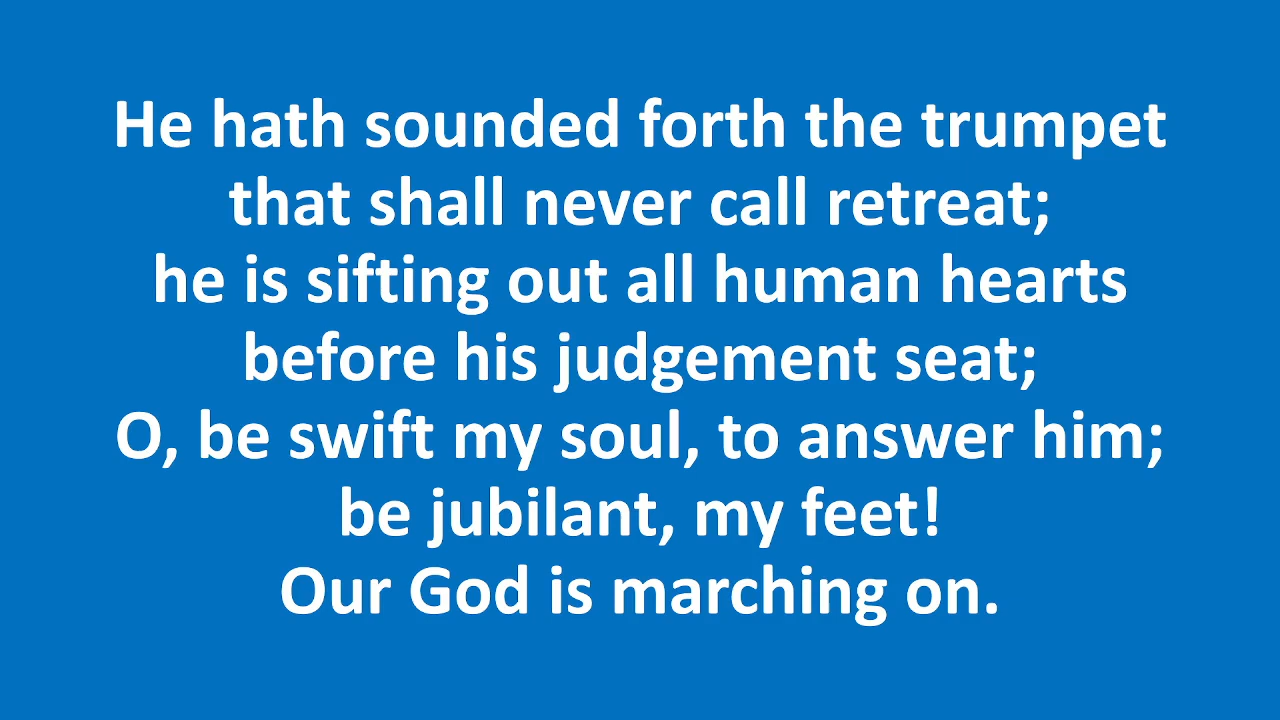 He hath sounded forth the trumpet
that shall never call retreat;
he is sifting out all human hearts
before his judgement seat;
O, be swift my soul, to answer him;
be jubilant, my feet!
Our God is marching on.